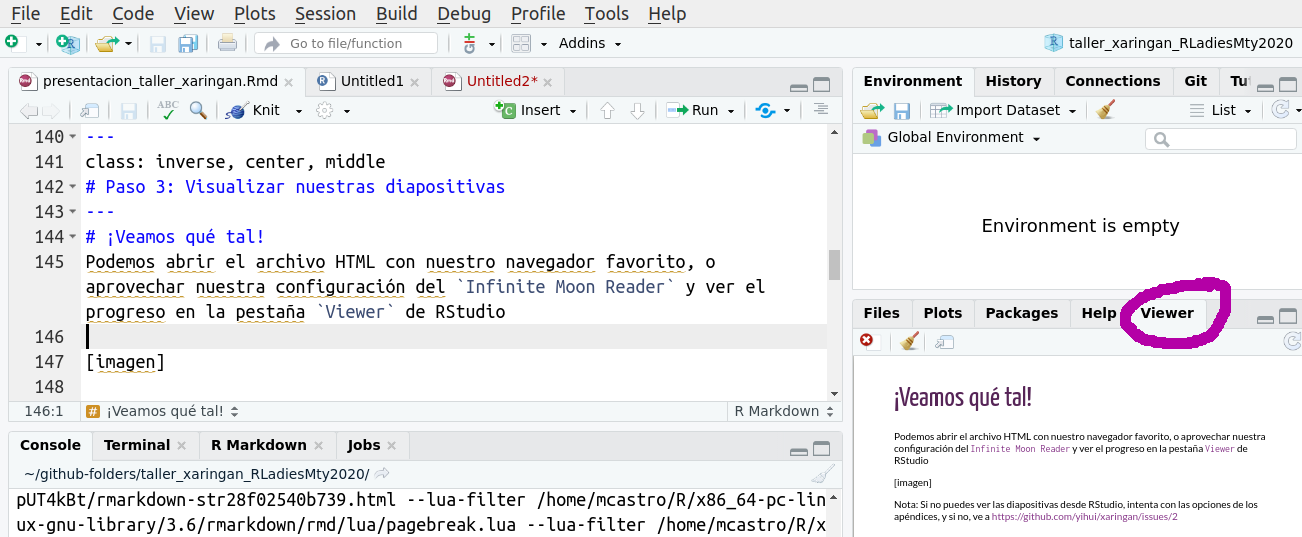 File Edit Code View Plots Session Build Debug Profile Tools Help
Go to file/function Addins taller_xaringan_RLadiesMty2020
presentacion_taller_xaringan.Rmd Untitled1 Untitled2*
ABC Knit Insert Run
140 ---
141 class: inverse, center, middle
142 # Paso 3: Visualizar nuestras diapositivas
143 ---
144 # ¡Veamos qué tal!
145 Podemos abrir el archivo HTML con nuestro navegador favorito, o
aprovechar nuestra configuración del `Infinite Moon Reader` y ver el
progreso en la pestaña `Viewer` de RStudio
146
147 [imagen]
148
146:1 # ¡Veamos qué tal! R Markdown
Console Terminal R Markdown Jobs
~/github-folders/taller_xaringan_RLadiesMty2020/
pUT4kBt/rmarkdown-str28f02540b739.html --lua-filter /home/mcastro/R/x86_64-pc-lin
ux-gnu-library/3.6/rmarkdown/rmd/lua/pagebreak.lua --lua-filter /home/mcastro/R/x
Environment History Connections Git Tu
Import Dataset List
Global Environment
Environment is empty
Files Plots Packages Help Viewer
¡Veamos qué tal!
Podemos abrir el archivo HTML con nuestro navegador favorito, o aprovechar nuestra
configuración del Infinite Moon Reader y ver el progreso en la pestaña Viewer de
RStudio
[imagen]
Nota: Si no puedes ver las diapositivas desde RStudio, intenta con las opciones de los
apéndices, y si no, ve a https://github.com/yihui/xaringan/issues/2